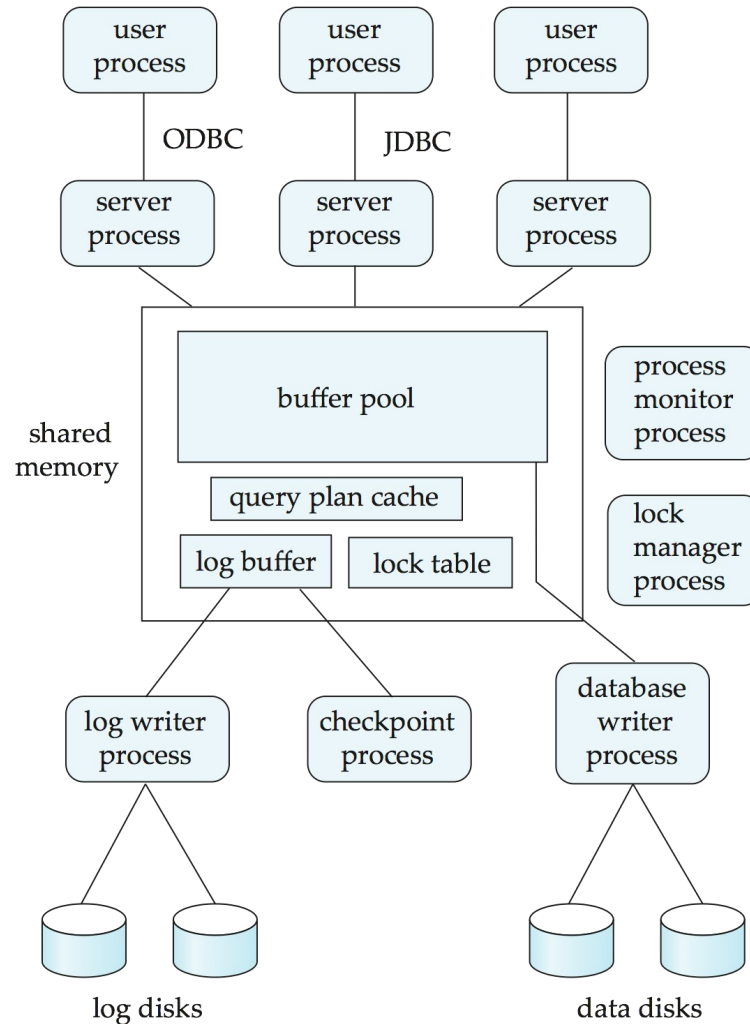 user
process
user
process
user
process
ODBC
JDBC
server
process
server
process
server
process
shared
memory
buffer pool
query plan cache
log buffer
lock table
process
monitor
process
lock
manager
process
log writer
process
checkpoint
process
database
writer
process
log disks
data disks